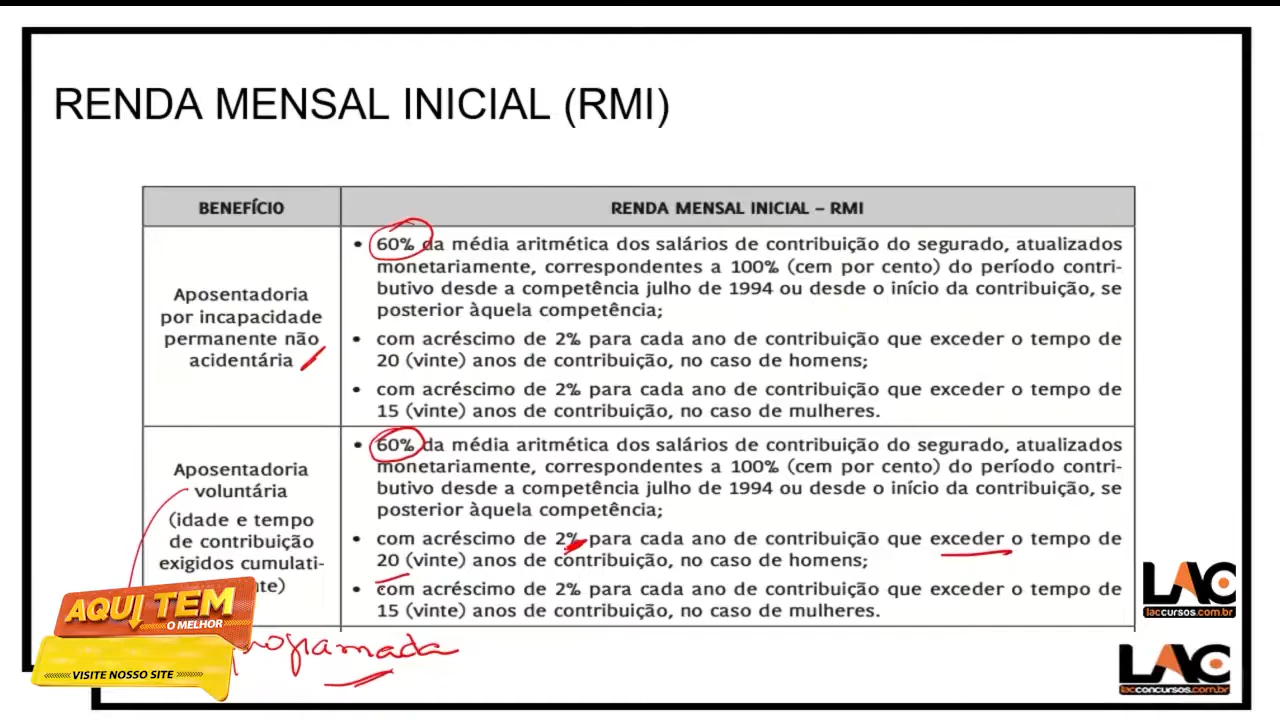 RENDA MENSAL INICIAL (RMI)
BENEFÍCIO
RENDA MENSAL INICIAL – RMI
Aposentadoria
por incapacidade
permanente não
acidentária
• 60% da média aritmética dos salários de contribuição do segurado, atualizados
monetariamente, correspondentes a 100% (cem por cento) do período contri-
butivo desde a competência julho de 1994 ou desde o início da contribuição, se
posterior àquela competência;
• com acréscimo de 2% para cada ano de contribuição que exceder o tempo de
20 (vinte) anos de contribuição, no caso de homens;
• com acréscimo de 2% para cada ano de contribuição que exceder o tempo de
15 (vinte) anos de contribuição, no caso de mulheres.
Aposentadoria
voluntária
(idade e tempo
de contribuição
exigidos cumulati-
nte)
• 60% da média aritmética dos salários de contribuição do segurado, atualizados
monetariamente, correspondentes a 100% (cem por cento) do período contri-
butivo desde a competência julho de 1994 ou desde o início da contribuição, se
posterior àquela competência;
• com acréscimo de 2% para cada ano de contribuição que exceder o tempo de
20 (vinte) anos de contribuição, no caso de homens;
• com acréscimo de 2% para cada ano de contribuição que exceder o tempo de
15 (vinte) anos de contribuição, no caso de mulheres.
programada
AQUI TEM
O MELHOR
VISITE NOSSO SITE
LAC
laccursos.com.br
LAC
lacconcursos.com.br